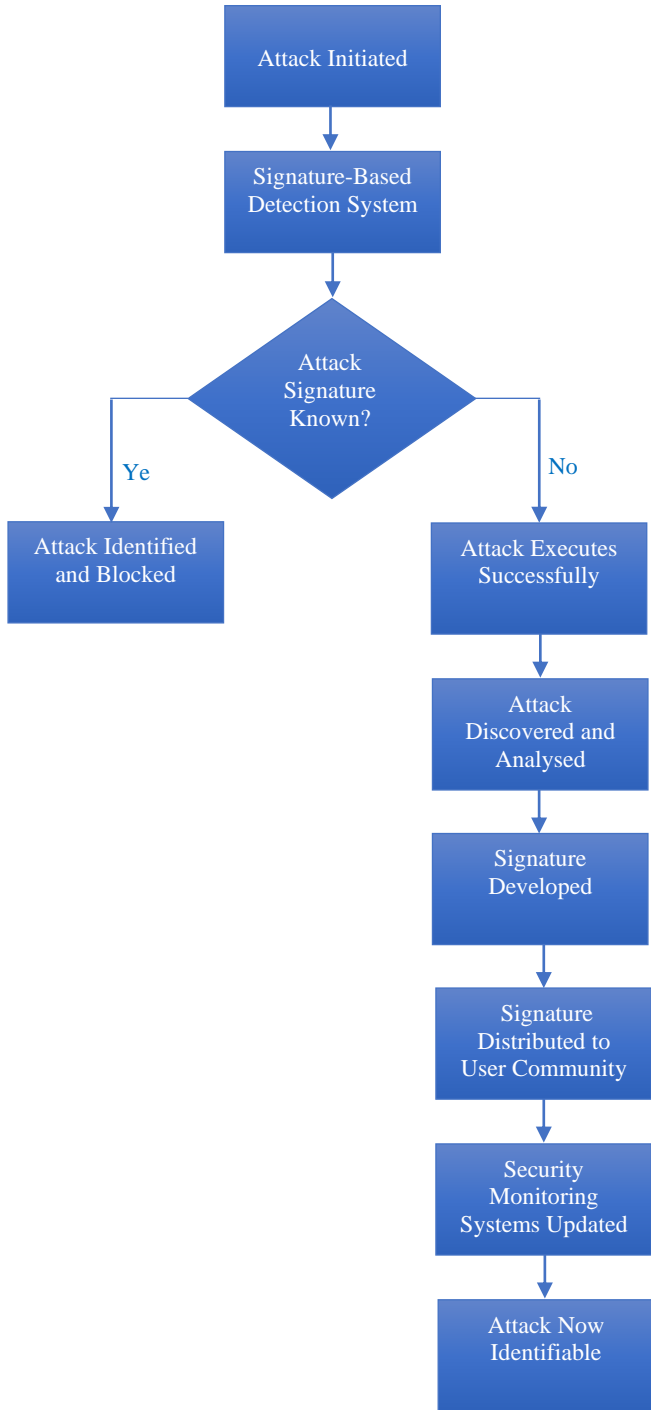 Attack Initiated
Signature-Based
Detection System
Attack
Signature
Known?
Ye
No
Attack Identified
and Blocked
Attack Executes
Successfully
Attack
Discovered and
Analysed
Signature
Developed
Signature
Distributed to
User Community
Security
Monitoring
Systems Updated
Attack Now
Identifiable